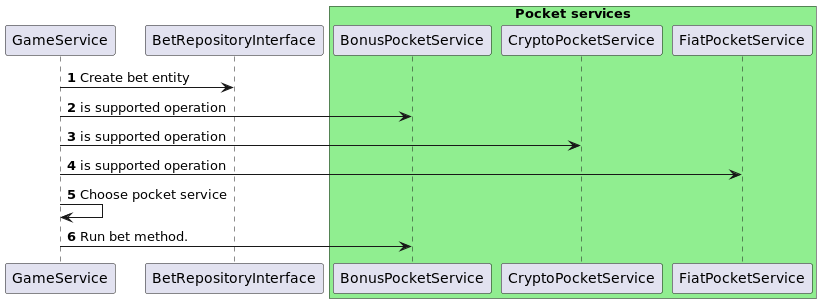 Pocket services
GameService BetRepositoryInterface BonusPocketService CryptoPocketService FiatPocketService
1 Create bet entity
2 is supported operation
3 is supported operation
4 is supported operation
5 Choose pocket service
6 Run bet method.
GameService BetRepositoryInterface BonusPocketService CryptoPocketService FiatPocketService